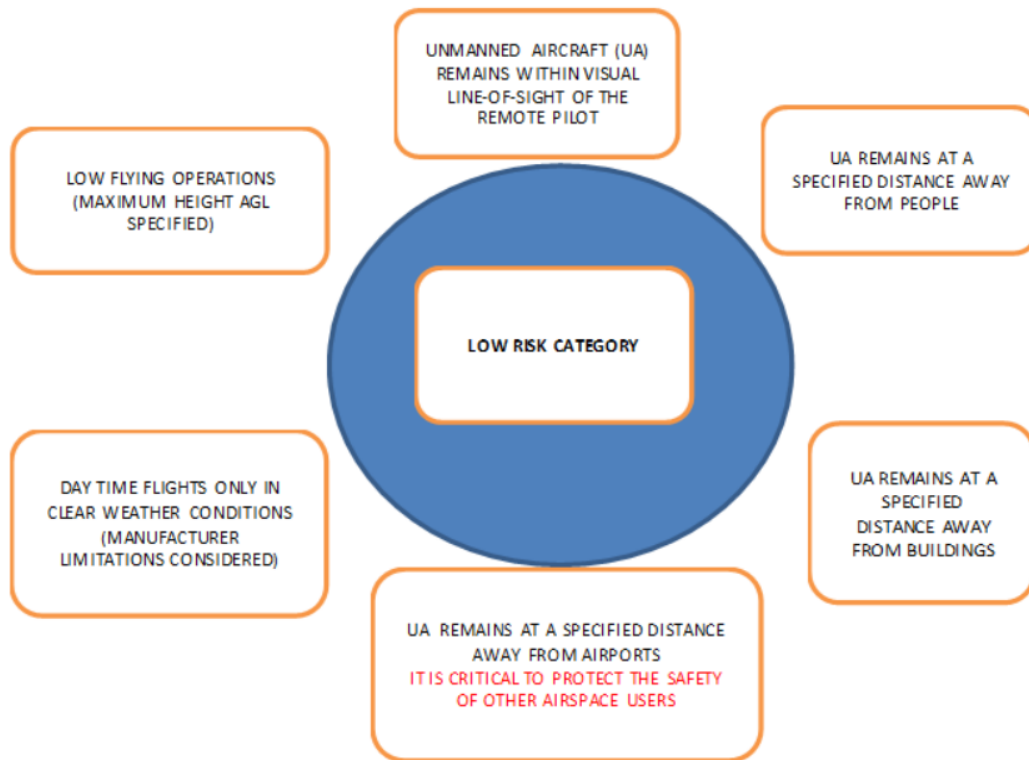 UNMANNED AIRCRAFT (UA)
REMAINS WITHIN VISUAL
LINE-OF-SIGHT OF THE
REMOTE PILOT
UA REMAINS AT A
SPECIFIED DISTANCE AWAY
FROM PEOPLE
LOW FLYING OPERATIONS
(MAXIMUM HEIGHT AGL
SPECIFIED)
LOW RISK CATEGORY
DAY TIME FLIGHTS ONLY IN
CLEAR WEATHER CONDITIONS
(MANUFACTURER
LIMITATIONS CONSIDERED)
UA REMAINS AT A
SPECIFIED
DISTANCE AWAY
FROM BUILDINGS
UA REMAINS AT A SPECIFIED DISTANCE
AWAY FROM AIRPORTS
IT IS CRITICAL TO PROTECT THE SAFETY
OF OTHER AIRSPACE USERS